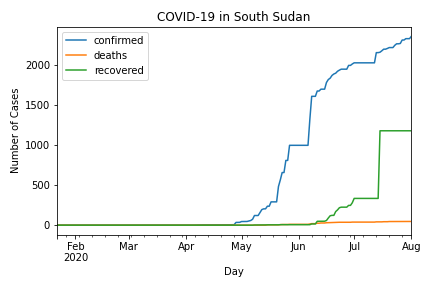 COVID-19 in South Sudan
confirmed
deaths
recovered
Number of Cases
2000
1500
1000
500
0
Feb Mar Apr May Jun Jul Aug
2020
Day